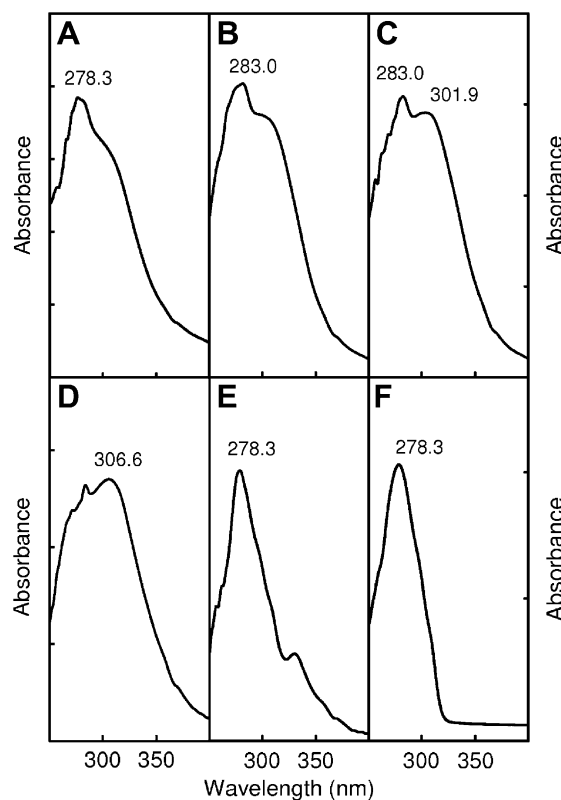 A
B
C
278.3
283.0
283.0
301.9
Absorbance
Absorbance
D
E
F
306.6
278.3
278.3
Absorbance
Absorbance
300 350
300 350
300 350
Wavelength (nm)